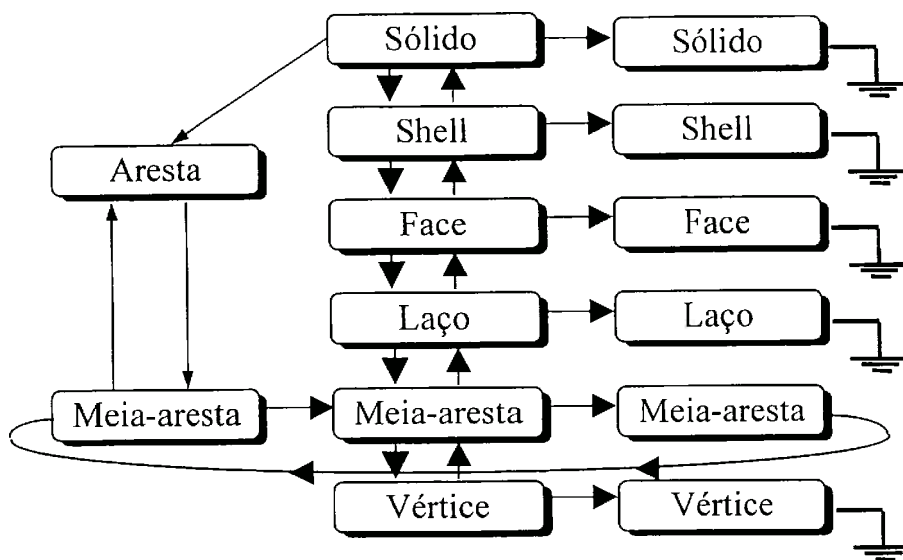 Sólido
Sólido
Shell
Shell
Aresta
Face
Face
Laço
Laço
Meia-aresta
Meia-aresta
Meia-aresta
Vértice
Vértice